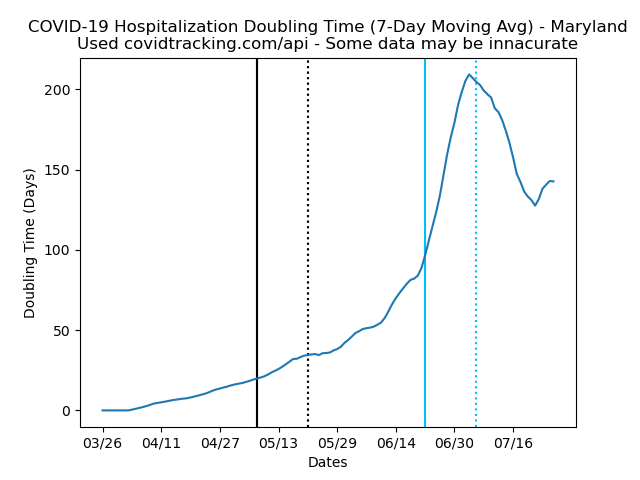 COVID-19 Hospitalization Doubling Time (7-Day Moving Avg) - Maryland
Used covidtracking.com/api - Some data may be innacurate
200
150
100
50
0
Doubling Time (Days)
03/26 04/11 04/27 05/13 05/29 06/14 06/30 07/16
Dates